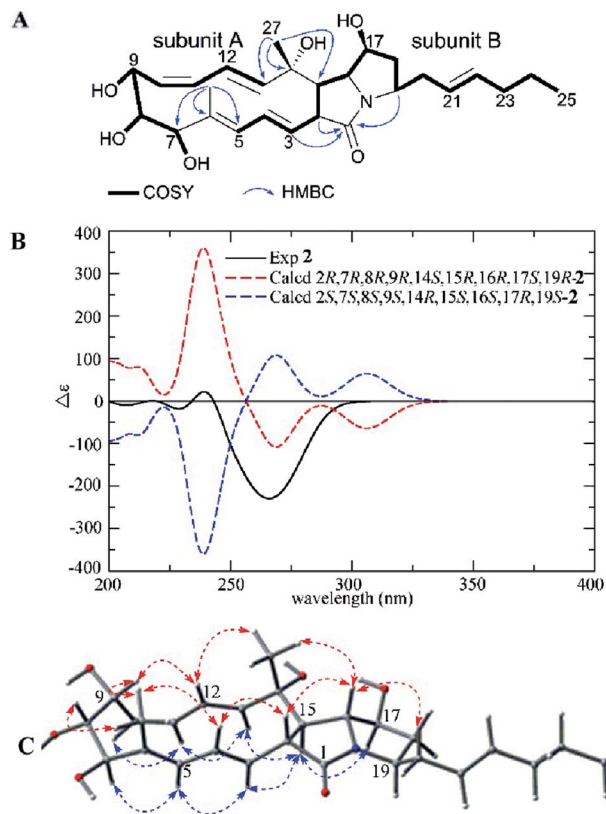 A
subunit A
subunit B
27
OH
HO
17
9
12
HO
HO
7
OH
5
3
N
O
21
23
25
COSY
HMBC
B
400
300
200
100
0
-100
-200
-300
-400
Δε
Exp 2
Calcd 2R,7R,8R,9R,14S,15R,16R,17S,19R-2
Calcd 2S,7S,8S,9S,14R,15S,16S,17R,19S-2
200
250
300
350
400
wavelength (nm)
C
9
12
15
17
5
1
19